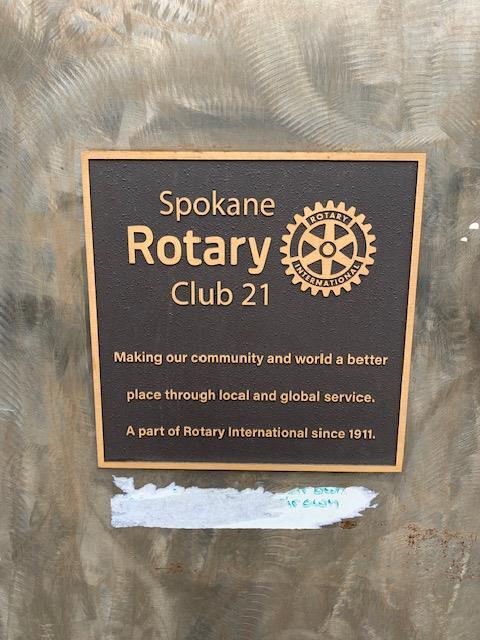 Spokane
Rotary
Club 21
ROTARY
INTERNATIONAL
Making our community and world a better
place through local and global service.
A part of Rotary International since 1911.